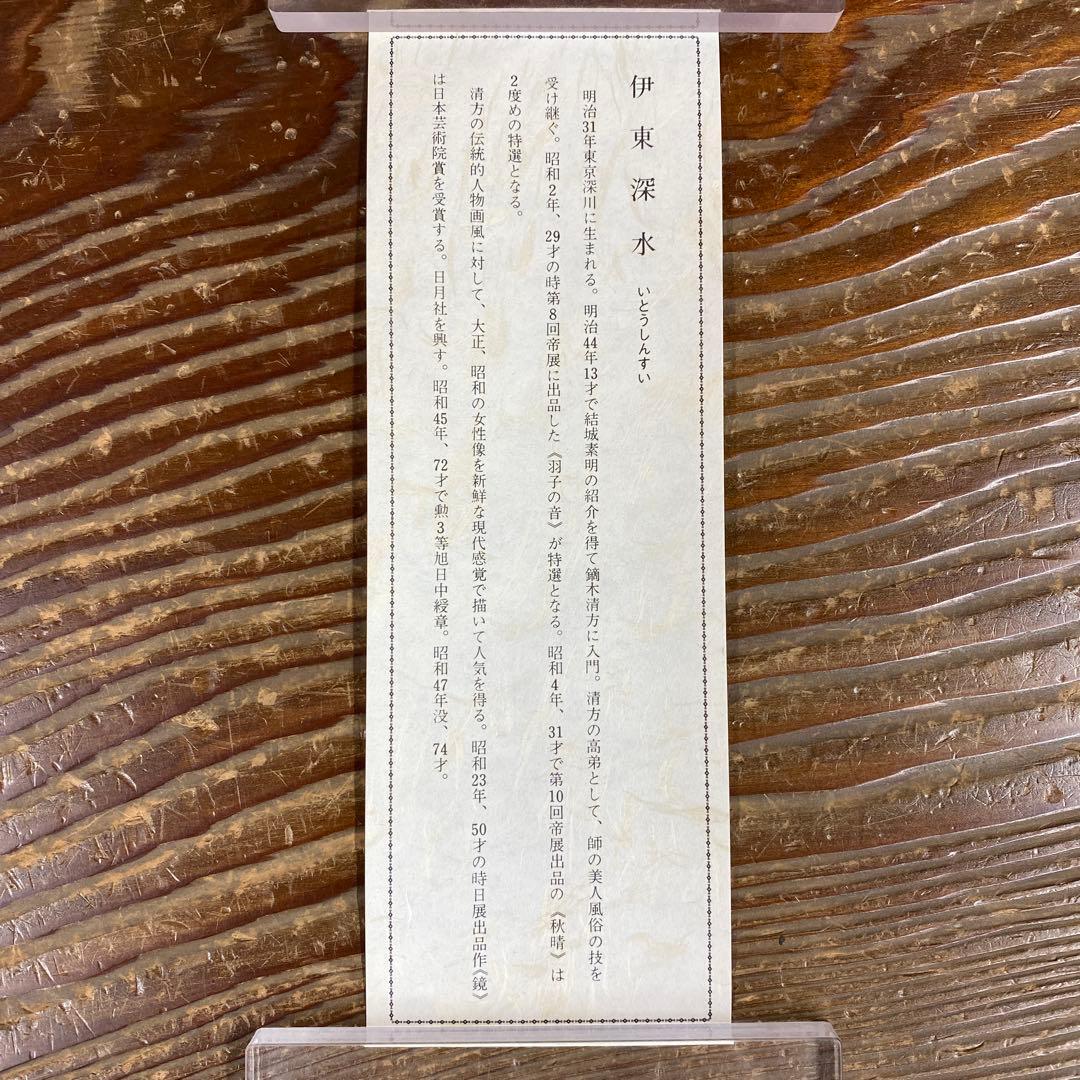 伊東深水 いとうしんすい
明治31年東京深川に生まれる。明治44年13才で結城素明の紹介を得て鏑木清方に入門。清方の高弟として、師の美人風俗の技を
受け継ぐ。昭和2年、29才の時第8回帝展に出品した《羽子の音》が特選となる。昭和4年、31才で第10回帝展出品の《秋晴》は
2度めの特選となる。
清方の伝統的人物画風に対して、大正、昭和の女性像を新鮮な現代感覚で描いて人気を得る。昭和23年、50才の時日展出品作《鏡》
は日本芸術院賞を受賞する。日月社を興す。昭和45年、72才で勲3等旭日中綬章。昭和47年没、74才。